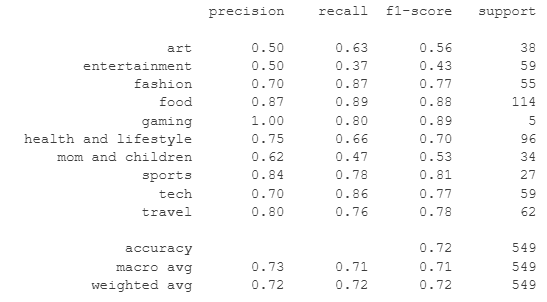 precision recall f1-score support
art 0.50 0.63 0.56 38
entertainment 0.50 0.37 0.43 59
fashion 0.70 0.87 0.77 55
food 0.87 0.89 0.88 114
gaming 1.00 0.80 0.89 5
health and lifestyle 0.75 0.66 0.70 96
mom and children 0.62 0.47 0.53 34
sports 0.84 0.78 0.81 27
tech 0.70 0.86 0.77 59
travel 0.80 0.76 0.78 62
accuracy 0.72 549
macro avg 0.73 0.71 0.71 549
weighted avg 0.72 0.72 0.72 549